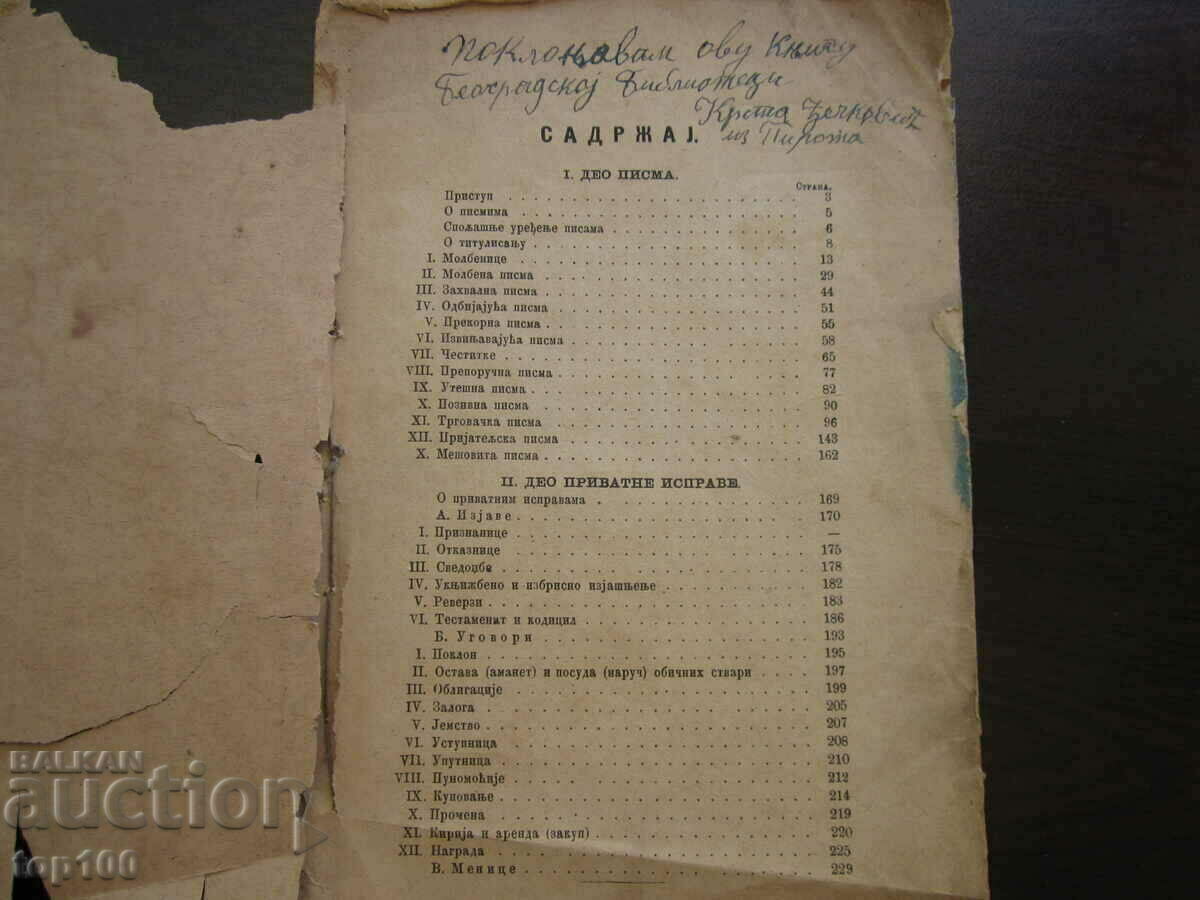 Поклоњавам ову књигу
Београдској Библиотеци
Крста
из Пирота
САДРЖАЈ.
I. ДЕО ПИСМА.
Страна.
Приступ . . . 3
О писмима . . . 5
Спољашње уређење писама . . . 6
О титулисању . . . 8
I. Молбенице . . . 13
II. Молбена писма . . . 29
III. Захвална писма . . . 44
IV. Одбијајућа писма . . . 51
V. Прекорна писма . . . 55
VI. Извињавајућа писма . . . 58
VII. Честитке . . . 65
VIII. Препоручна писма . . . 77
IX. Утешна писма . . . 82
X. Позивна писма . . . 90
XI. Трговачка писма . . . 96
XII. Пријатељска писма . . . 143
X. Мешовита писма . . . 162
II. ДЕО ПРИВАТНЕ ИСПРАВЕ.
О приватним исправама . . . 169
А. Изјаве . . . 170
I. Признанице . . . —
II. Отказнице . . . 175
III. Сведоџбе . . . 178
IV. Укњижбено и избрисно изјашњење . . . 182
V. Реверзи . . . 183
VI. Тестаменат и кодицил . . . 186
Б. Уговори . . . 193
I. Поклон . . . 195
II. Остава (аманет) и посуда (наруч) обичних ствари . . . 197
III. Облигације . . . 199
IV. Залога . . . 205
V. Јемство . . . 207
VI. Уступница . . . 208
VII. Упутница . . . 210
VIII. Пуномоћије . . . 212
IX. Куповање . . . 214
X. Прочена . . . 219
XI. Кирија и аренда (закуп) . . . 220
XII. Награда . . . 225
В. Менице . . . 229
BALKAN
auction
top100